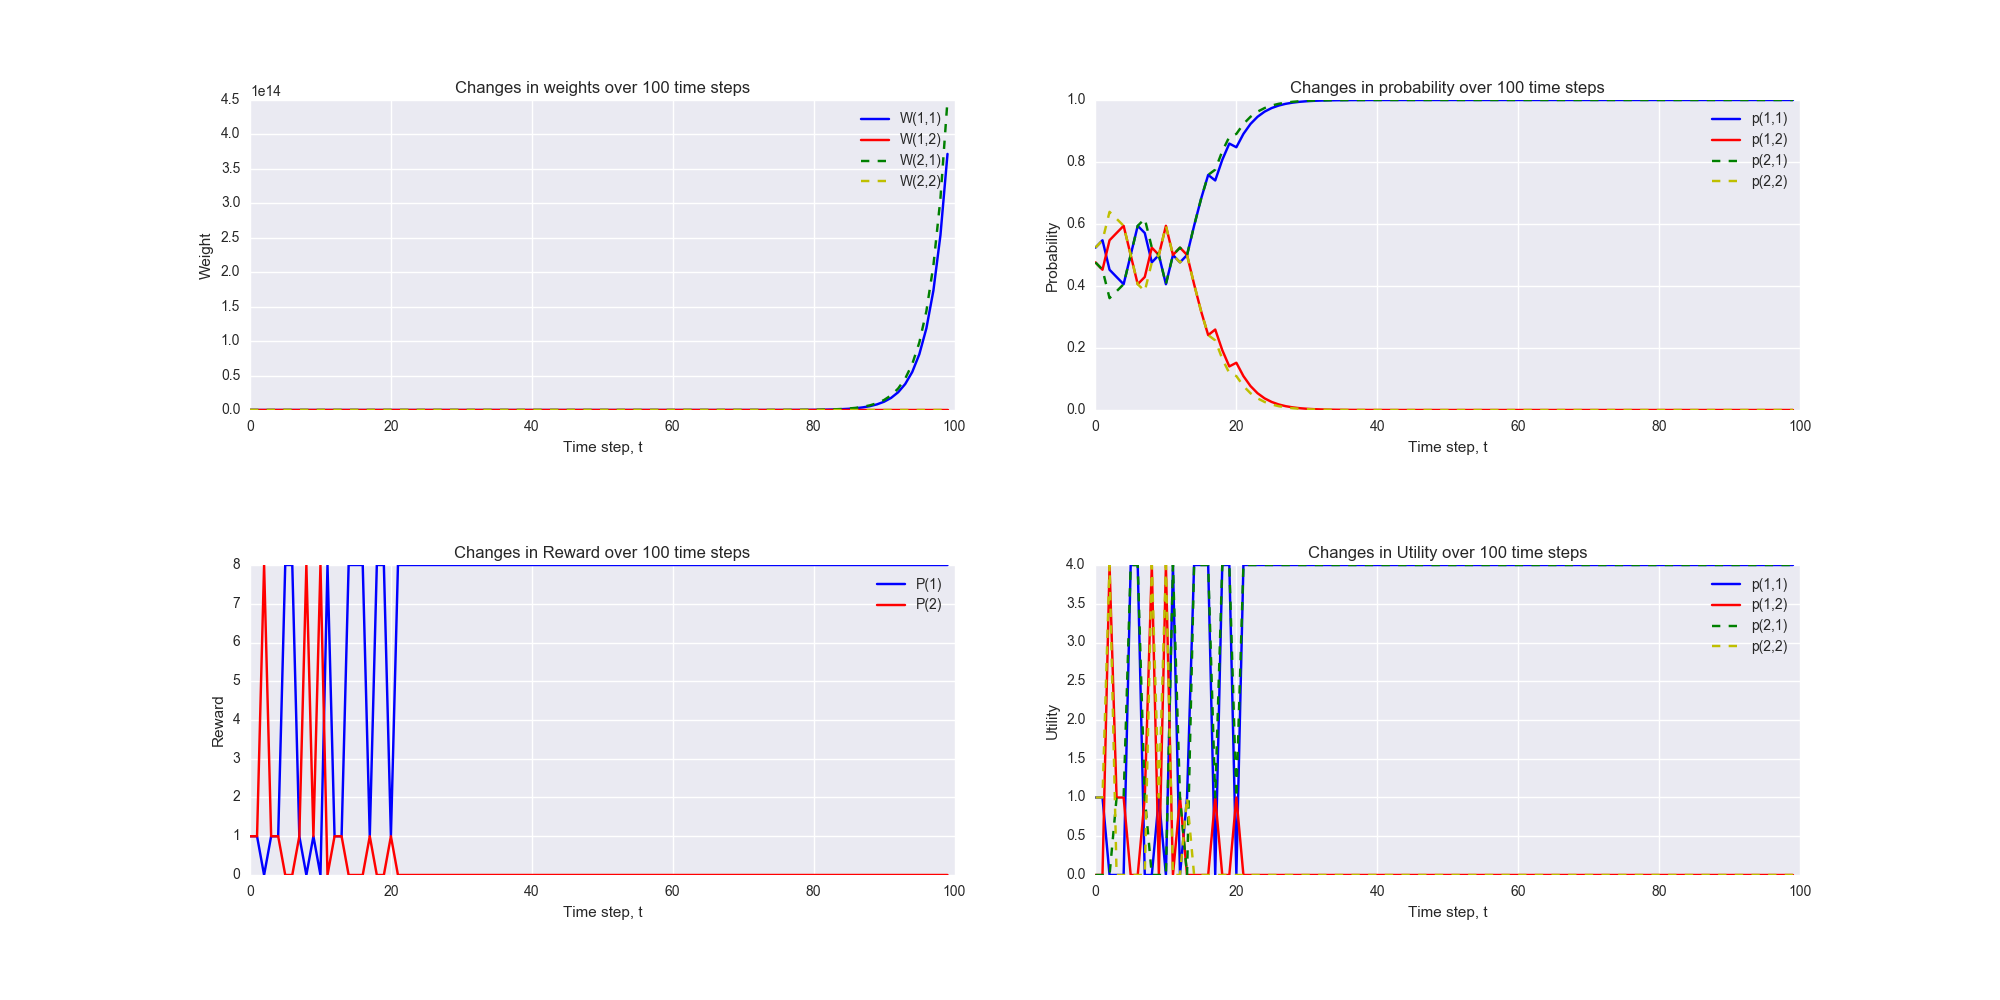 Changes in weights over 100 time steps
1e14
4.5
4.0
3.5
3.0
2.5
2.0
1.5
1.0
0.5
0.0
Weight
0 20 40 60 80 100
Time step, t
W(1,1)
W(1,2)
W(2,1)
W(2,2)
Changes in probability over 100 time steps
1.0
0.8
0.6
0.4
0.2
0.0
Probability
0 20 40 60 80 100
Time step, t
p(1,1)
p(1,2)
p(2,1)
p(2,2)
Changes in Reward over 100 time steps
8
7
6
5
4
3
2
1
0
Reward
0 20 40 60 80 100
Time step, t
P(1)
P(2)
Changes in Utility over 100 time steps
4.0
3.5
3.0
2.5
2.0
1.5
1.0
0.5
0.0
Utility
0 20 40 60 80 100
Time step, t
p(1,1)
p(1,2)
p(2,1)
p(2,2)